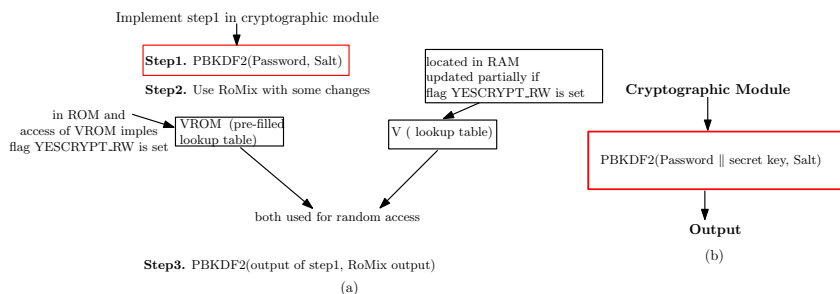 Implement step1 in cryptographic module
Step1. PBKDF2(Password, Salt)
Step2. Use RoMix with some changes
located in RAM
updated partially if
flag YESCRYPT_RW is set
in ROM and
access of VROM imples
flag YESCRYPT_RW is set
VROM (pre-filled
lookup table)
V ( lookup table)
both used for random access
Step3. PBKDF2(output of step1, RoMix output)
(a)
Cryptographic Module
PBKDF2(Password || secret key, Salt)
Output
(b)